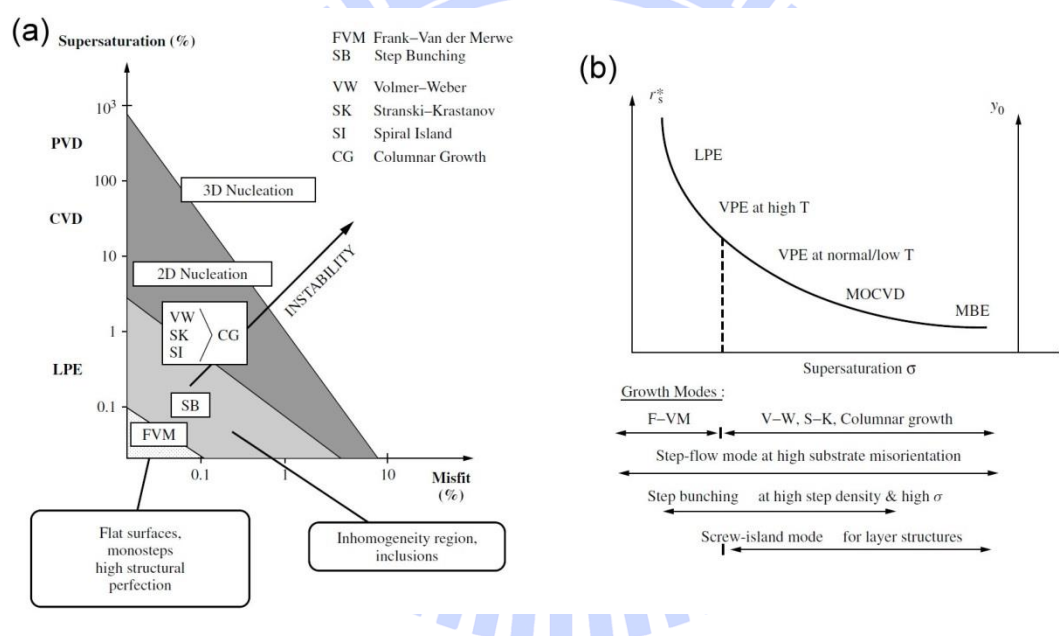 (a)
Supersaturation (%)
FVM Frank–Van der Merwe
SB Step Bunching
VW Volmer–Weber
SK Stranski–Krastanov
SI Spiral Island
CG Columnar Growth
10³
PVD
100
CVD
10
1
LPE
0.1
3D Nucleation
2D Nucleation
INSTABILITY
VW
SK
SI
CG
SB
FVM
0.1
1
10
Misfit
(%)
Flat surfaces,
monosteps
high structural
perfection
Inhomogeneity region,
inclusions
(b)
r*s
y₀
LPE
VPE at high T
VPE at normal/low T
MOCVD
MBE
Supersaturation σ
Growth Modes :
F–VM
V–W, S–K, Columnar growth
Step-flow mode at high substrate misorientation
Step bunching at high step density & high σ
Screw-island mode for layer structures